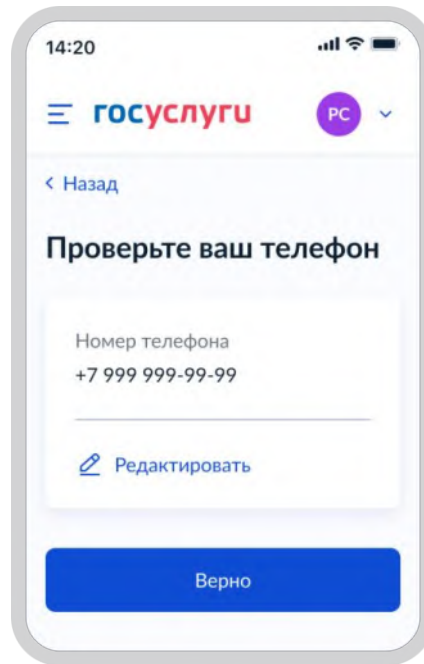 14:20
госуслуги
РС
Назад
Проверьте ваш телефон
Номер телефона
+7 999 999-99-99
Редактировать
Верно